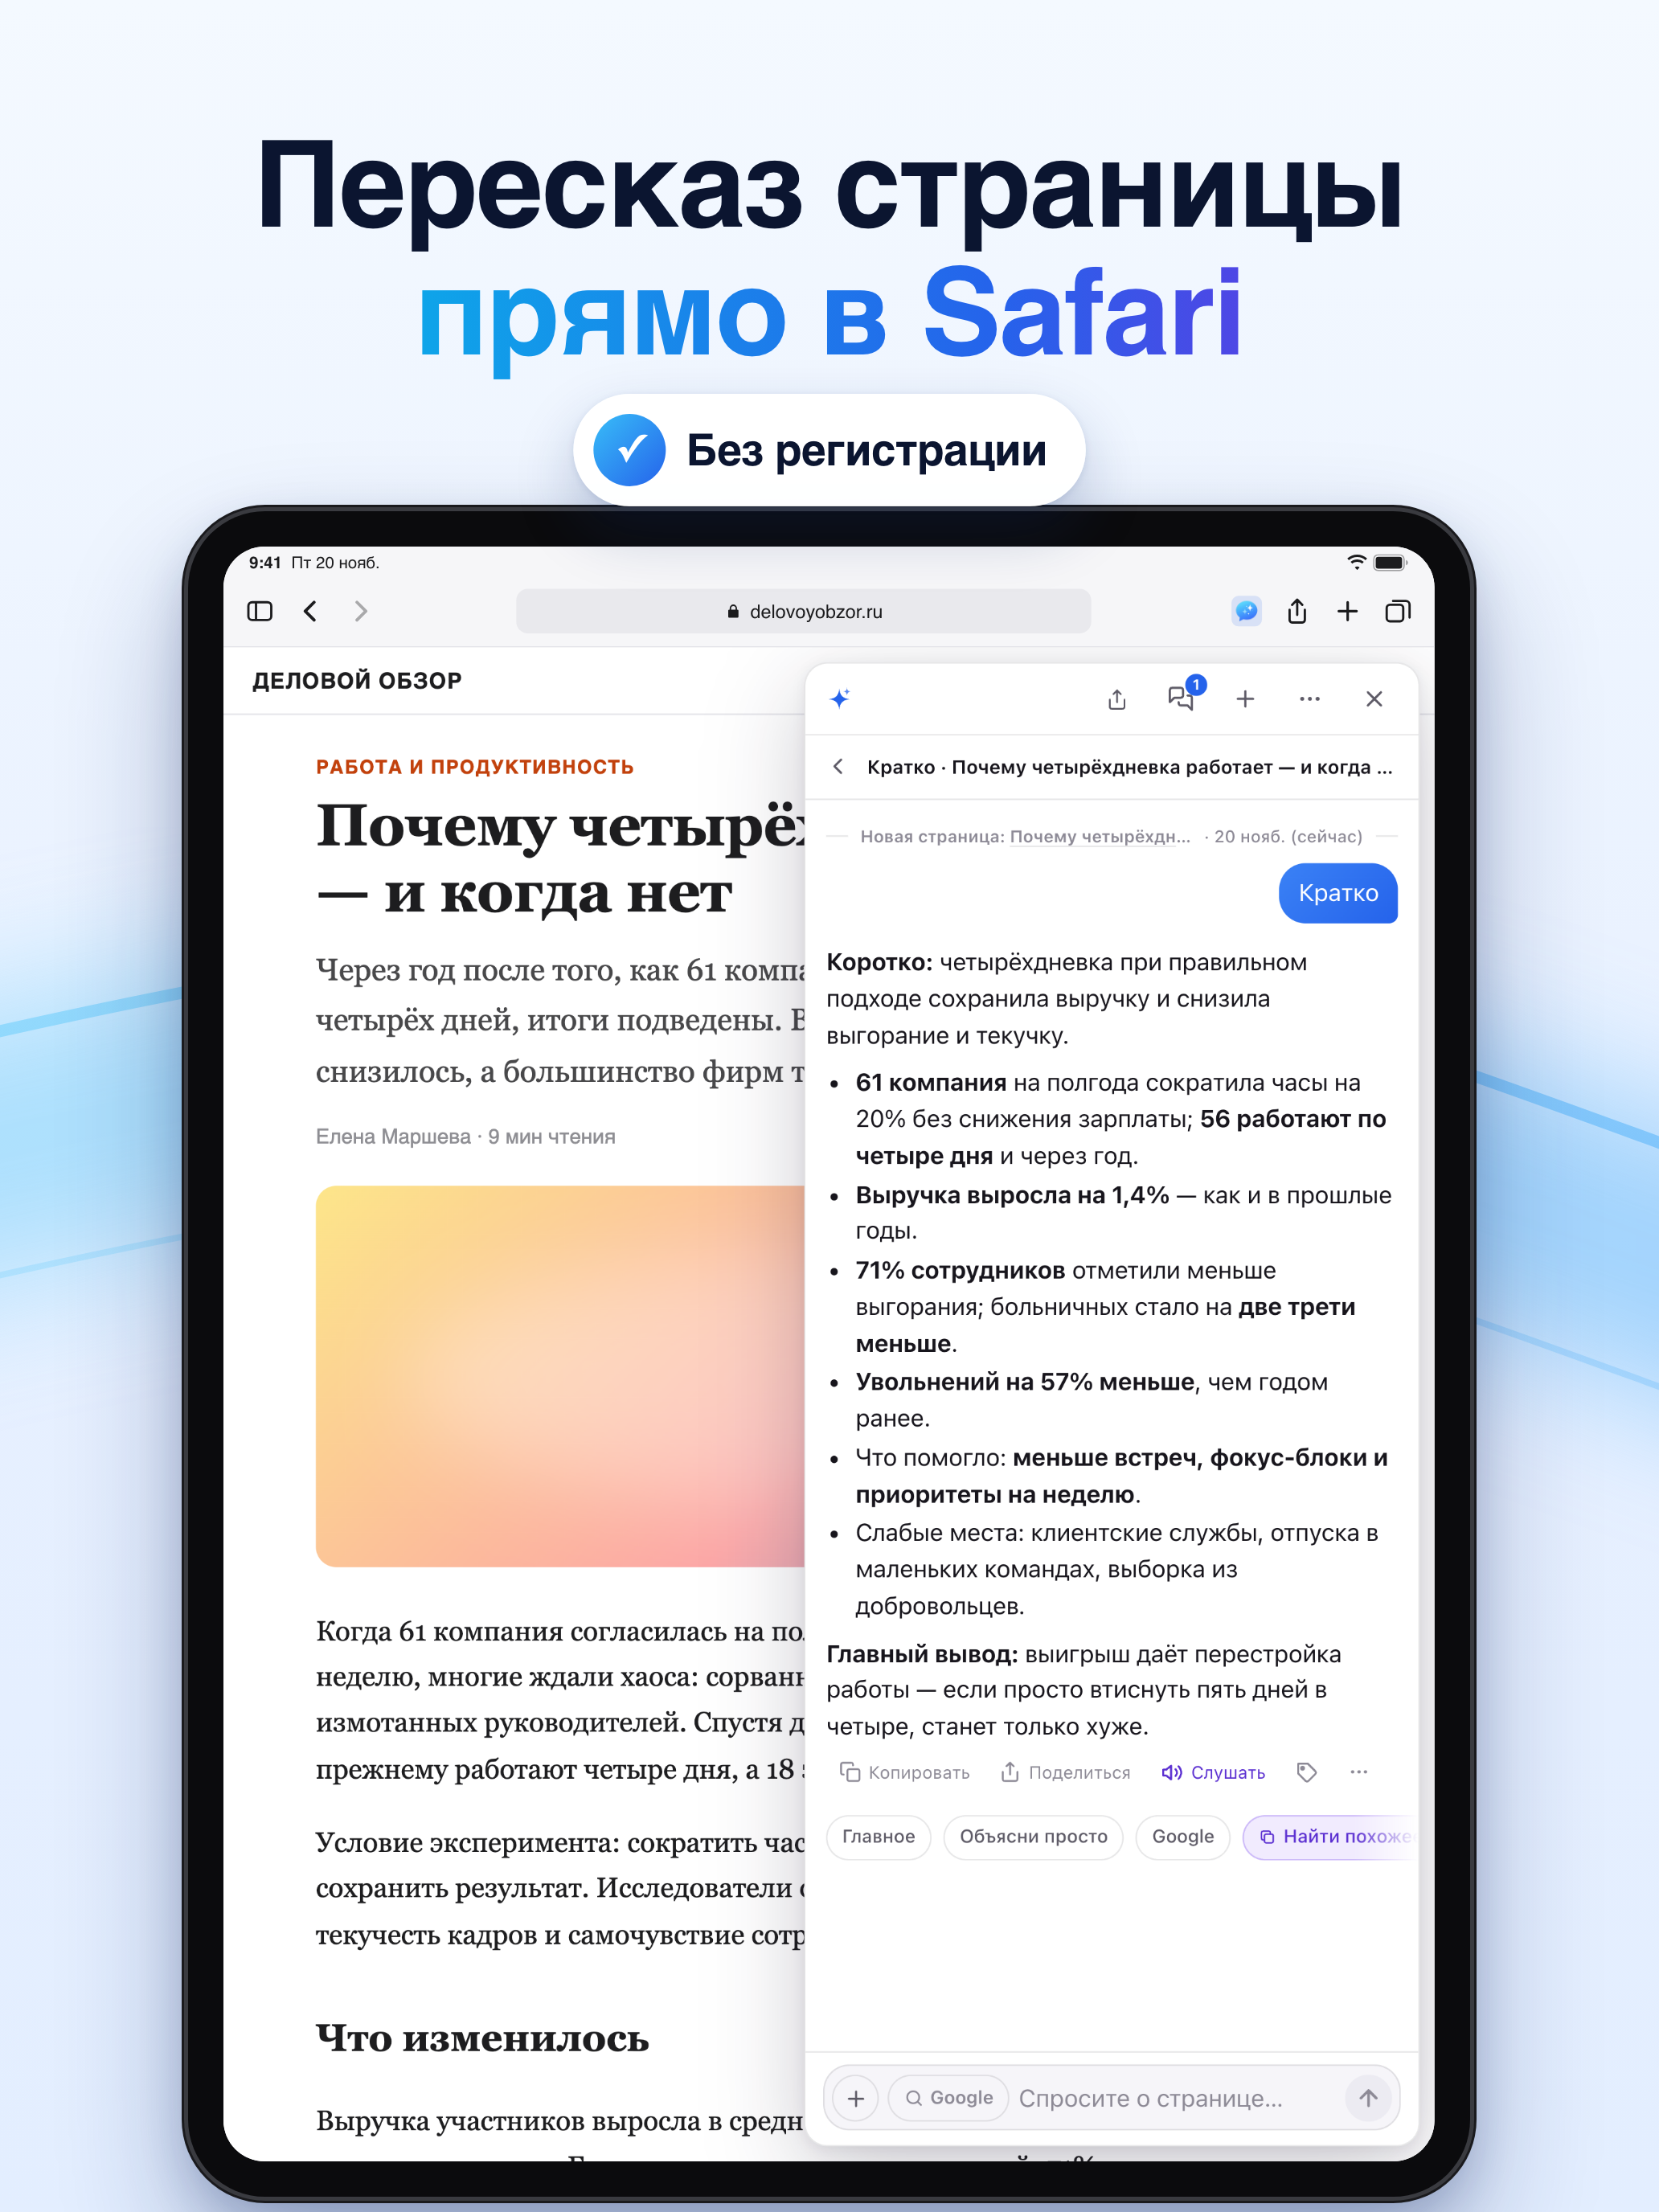 Пересказ страницы
прямо в Safari
Без регистрации
9:41 Пт 20 нояб.
delovoyobzor.ru
ДЕЛОВОЙ ОБЗОР
РАБОТА И ПРОДУКТИВНОСТЬ
Почему четырёх
— и когда нет
Через год после того, как 61 компа
четырёх дней, итоги подведены. В
снизилось, а большинство фирм т
Елена Маршева · 9 мин чтения
Когда 61 компания согласилась на по
неделю, многие ждали хаоса: сорванн
измотанных руководителей. Спустя д
прежнему работают четыре дня, а 18
Условие эксперимента: сократить час
сохранить результат. Исследователи
текучесть кадров и самочувствие сотр
Что изменилось
Выручка участников выросла в средн
1
Кратко · Почему четырёхдневка работает — и когда ...
Новая страница: Почему четырёхдн... · 20 нояб. (сейчас)
Кратко
Коротко: четырёхдневка при правильном
подходе сохранила выручку и снизила
выгорание и текучку.
• 61 компания на полгода сократила часы на
20% без снижения зарплаты; 56 работают по
четыре дня и через год.
• Выручка выросла на 1,4% — как и в прошлые
годы.
• 71% сотрудников отметили меньше
выгорания; больничных стало на две трети
меньше.
• Увольнений на 57% меньше, чем годом
ранее.
• Что помогло: меньше встреч, фокус-блоки и
приоритеты на неделю.
• Слабые места: клиентские службы, отпуска в
маленьких командах, выборка из
добровольцев.
Главный вывод: выигрыш даёт перестройка
работы — если просто втиснуть пять дней в
четыре, станет только хуже.
Копировать Поделиться Слушать
Главное Объясни просто Google Найти похоже
Google Спросите о странице...